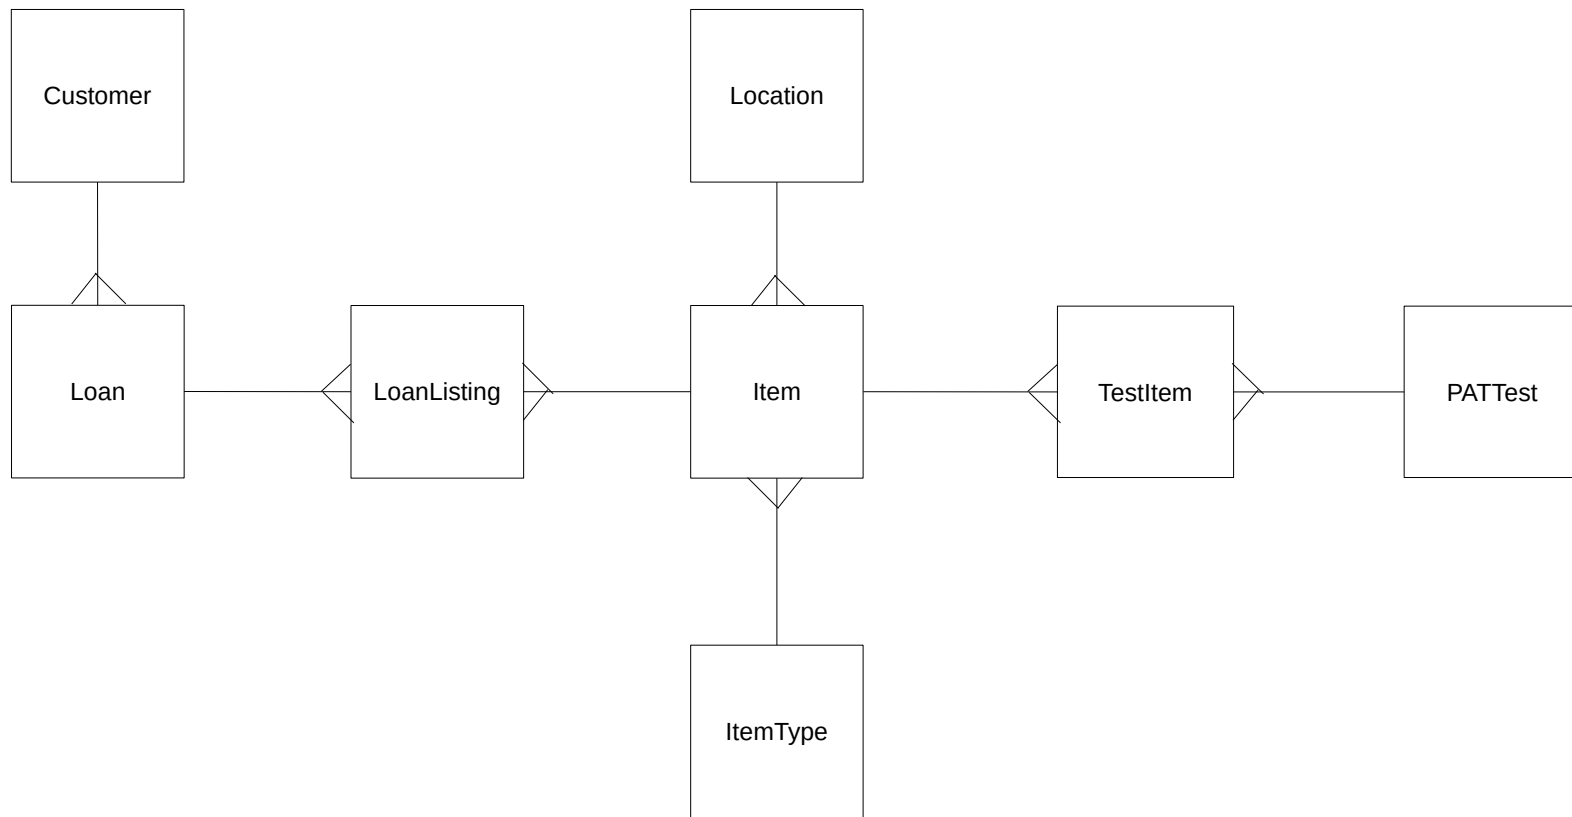 Customer
Location
Loan
LoanListing
Item
TestItem
PATTest
ItemType